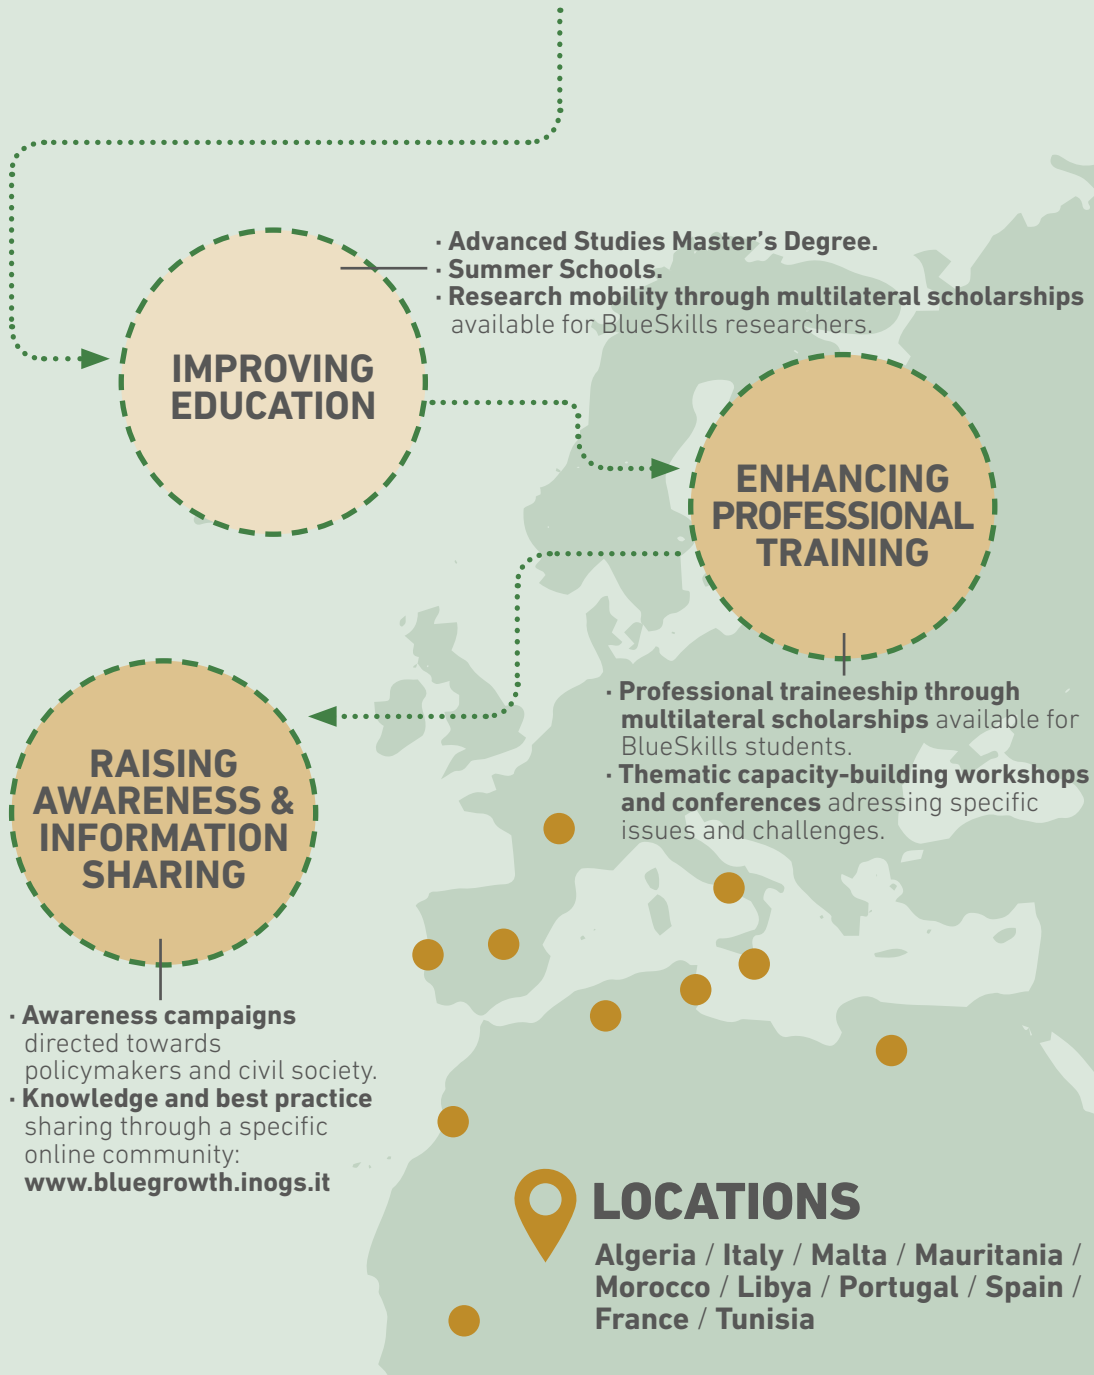 · Advanced Studies Master’s Degree.
· Summer Schools.
· Research mobility through multilateral scholarships
available for BlueSkills researchers.
IMPROVING
EDUCATION
ENHANCING
PROFESSIONAL
TRAINING
· Professional traineeship through
multilateral scholarships available for
BlueSkills students.
· Thematic capacity-building workshops
and conferences adressing specific
issues and challenges.
RAISING
AWARENESS &
INFORMATION
SHARING
· Awareness campaigns
directed towards
policymakers and civil society.
· Knowledge and best practice
sharing through a specific
online community:
www.bluegrowth.inogs.it
LOCATIONS
Algeria / Italy / Malta / Mauritania /
Morocco / Libya / Portugal / Spain /
France / Tunisia